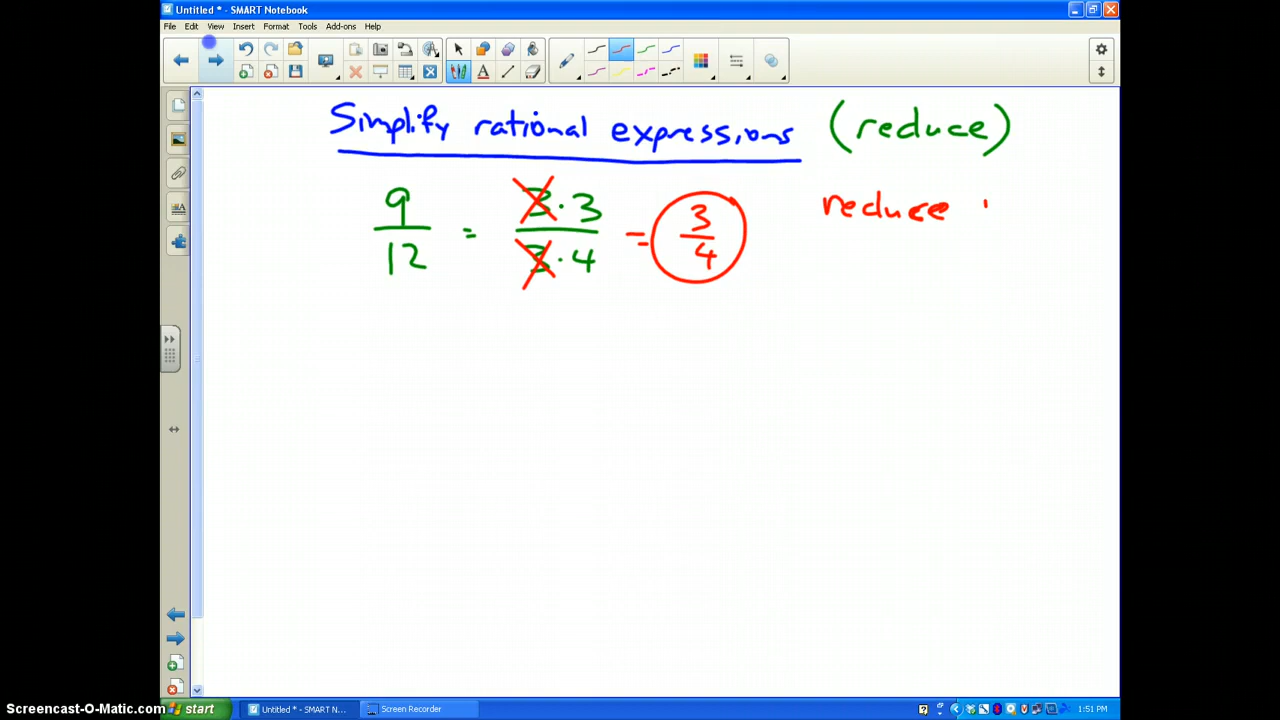 Untitled * - SMART Notebook
File Edit View Insert Format Tools Add-ons Help
Simplify rational expressions (reduce)
9/12 = 3·3/3·4 = 3/4
reduce
Screencast-O-Matic.com
start
Untitled * - SMART N...
Screen Recorder
1:51 PM